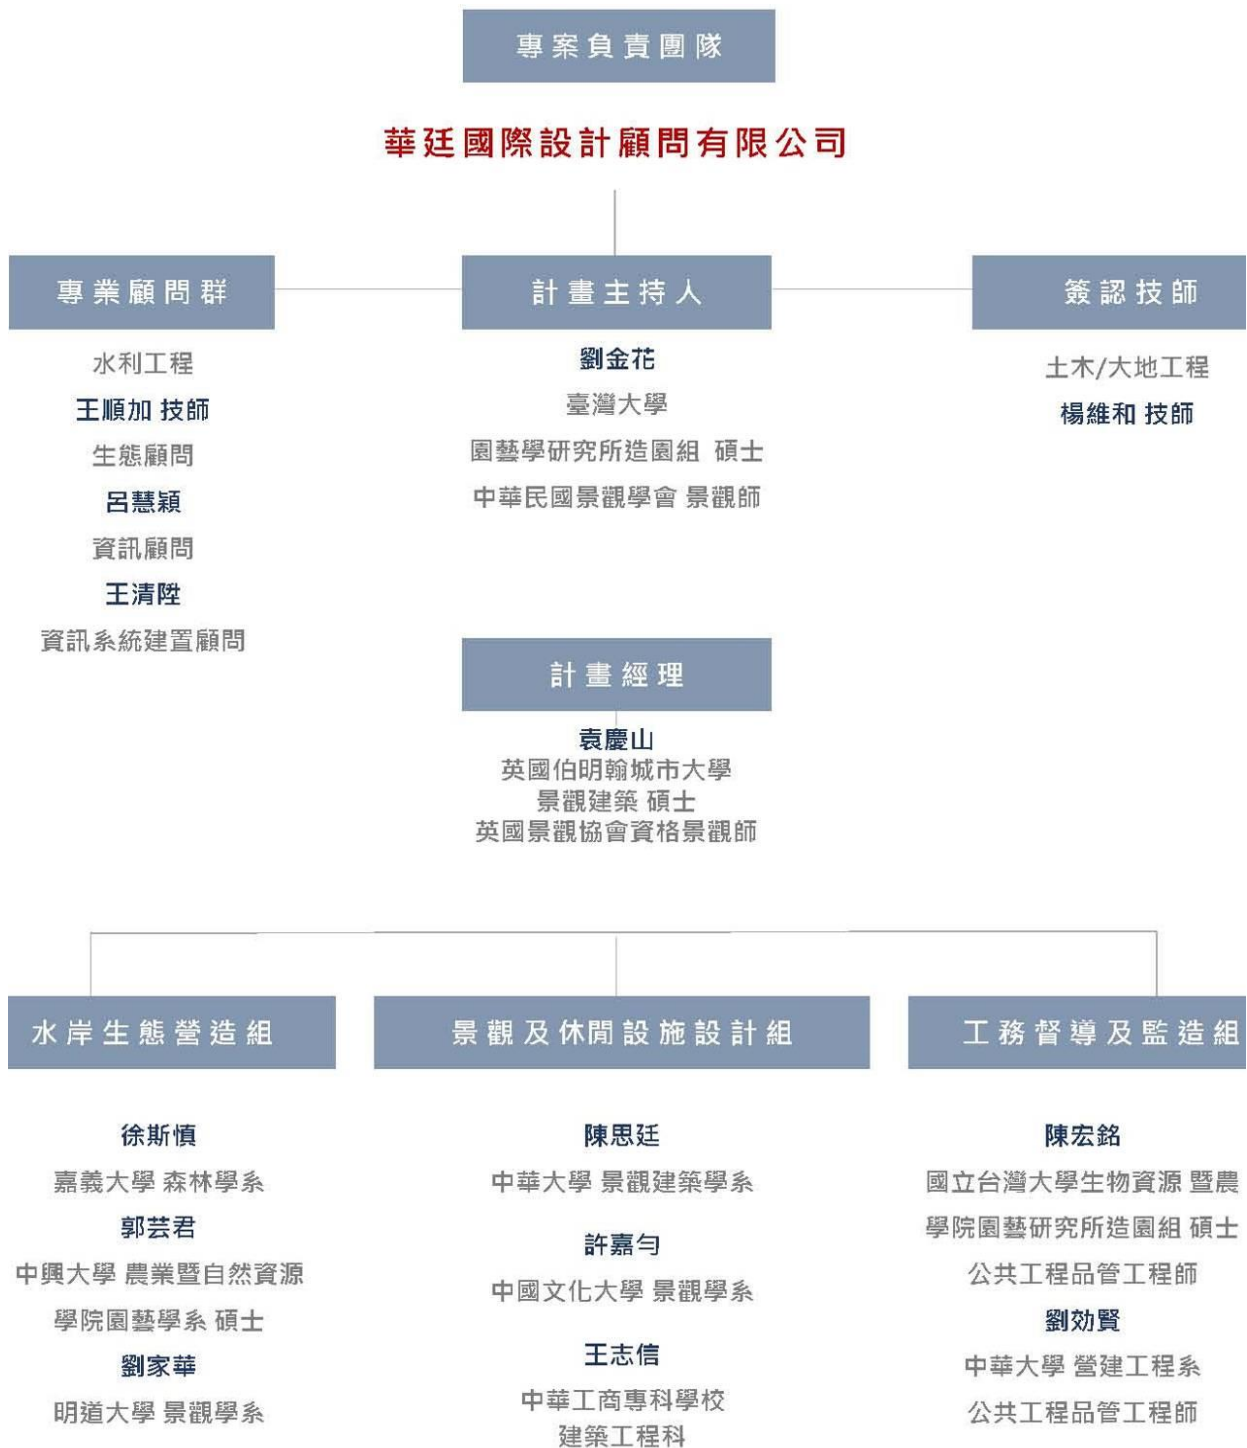 專案負責團隊
華廷國際設計顧問有限公司
專業顧問群
水利工程
王順加 技師
生態顧問
呂慧穎
資訊顧問
王清陞
資訊系統建置顧問
計畫主持人
劉金花
臺灣大學
園藝學研究所造園組 碩士
中華民國景觀學會 景觀師
簽認技師
土木/大地工程
楊維和 技師
計畫經理
袁慶山
英國伯明翰城市大學
景觀建築 碩士
英國景觀協會資格景觀師
水岸生態營造組
徐斯慎
嘉義大學 森林學系
郭芸君
中興大學 農業暨自然資源
學院園藝學系 碩士
劉家華
明道大學 景觀學系
景觀及休閒設施設計組
陳思廷
中華大學 景觀建築學系
許嘉勻
中國文化大學 景觀學系
王志信
中華工商專科學校
建築工程科
工務督導及監造組
陳宏銘
國立台灣大學生物資源 暨農
學院園藝研究所造園組 碩士
公共工程品管工程師
劉効賢
中華大學 營建工程系
公共工程品管工程師